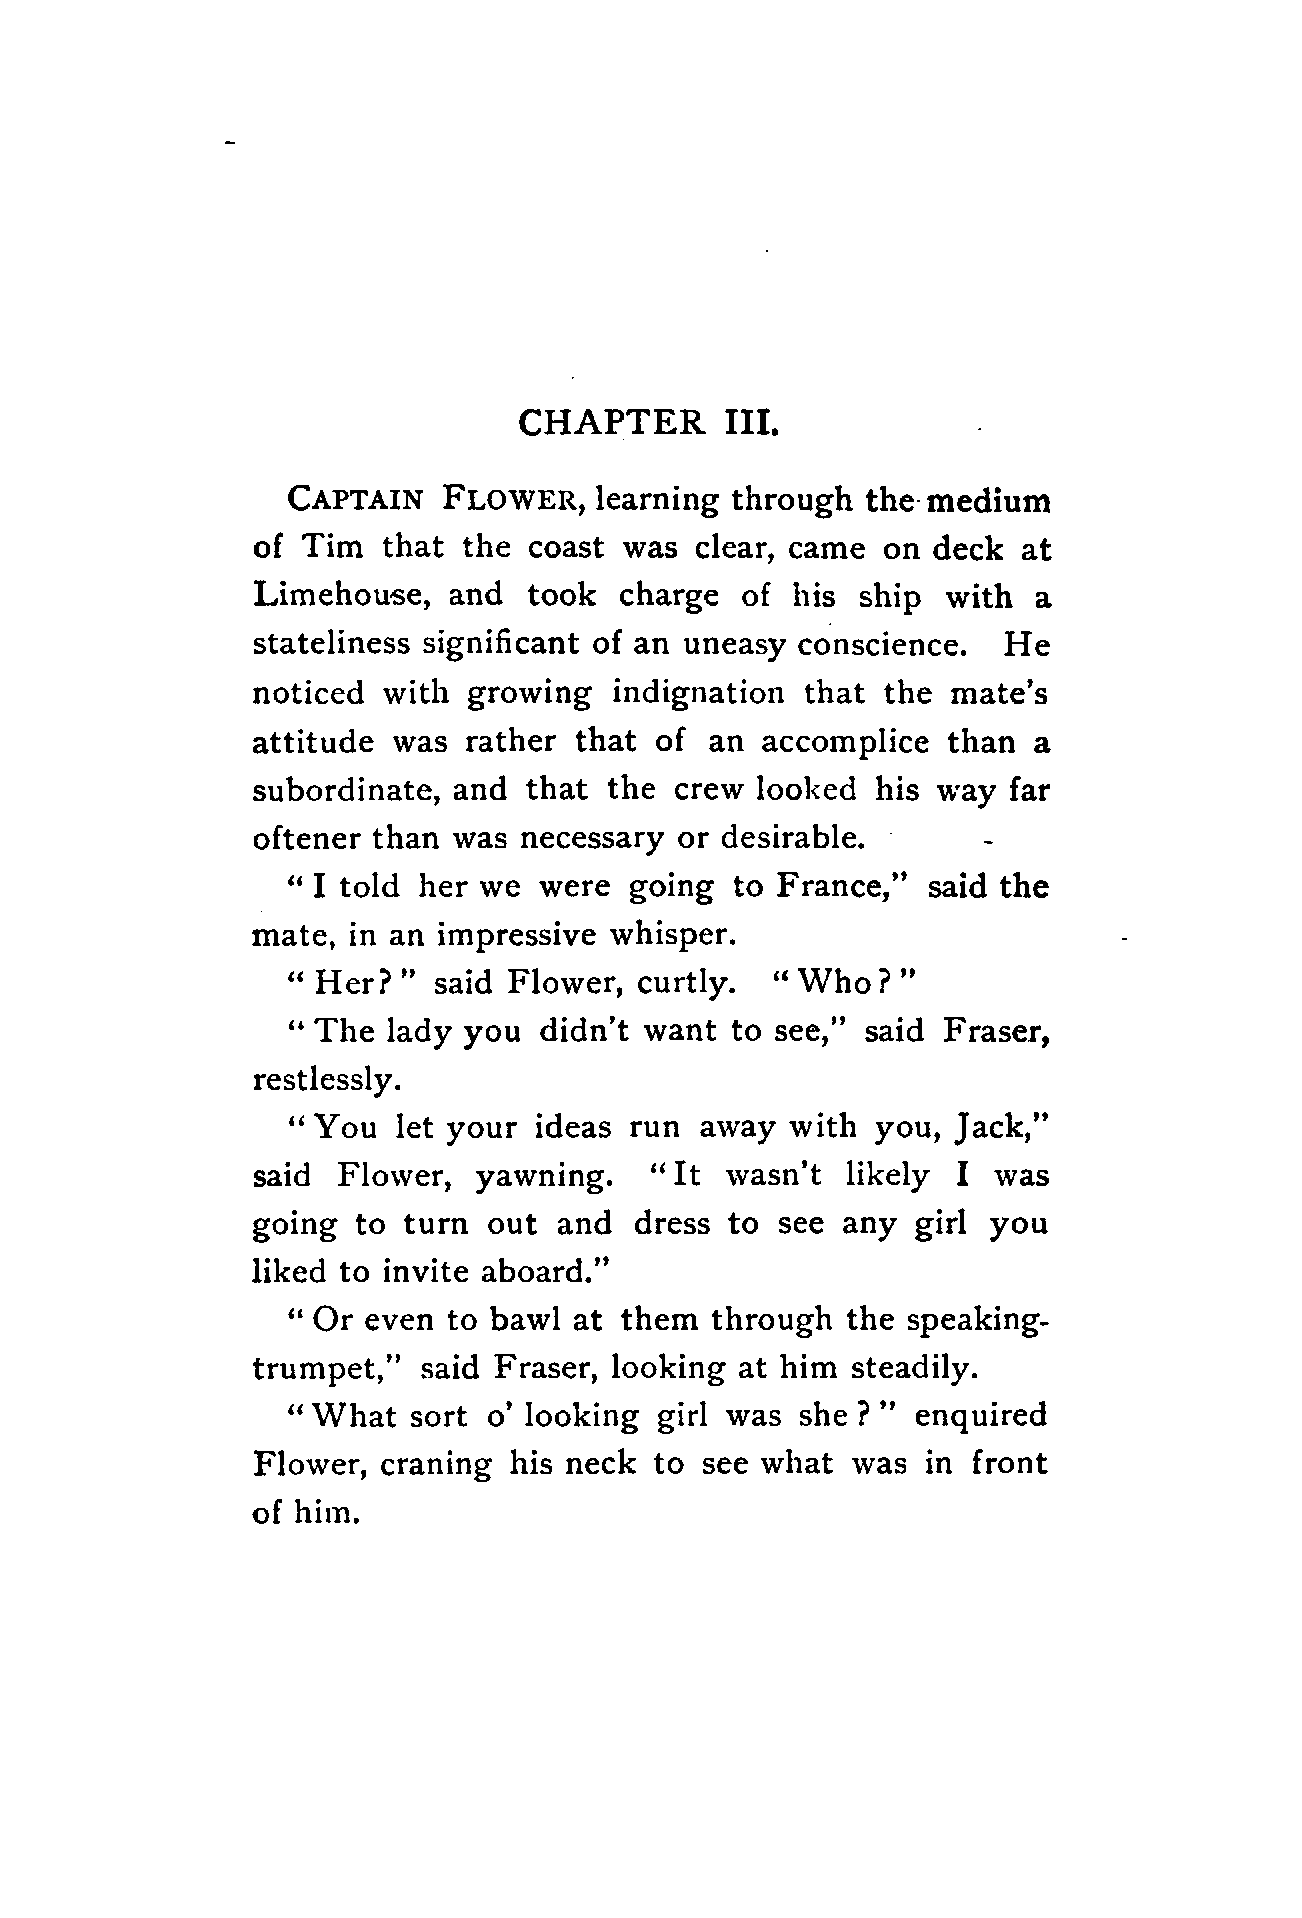 CHAPTER III.
CAPTAIN FLOWER, learning through the medium
of Tim that the coast was clear, came on deck at
Limehouse, and took charge of his ship with a
stateliness significant of an uneasy conscience. He
noticed with growing indignation that the mate's
attitude was rather that of an accomplice than a
subordinate, and that the crew looked his way far
oftener than was necessary or desirable.
"I told her we were going to France," said the
mate, in an impressive whisper.
"Her?" said Flower, curtly. "Who?"
"The lady you didn't want to see," said Fraser,
restlessly.
"You let your ideas run away with you, Jack,"
said Flower, yawning. "It wasn't likely I was
going to turn out and dress to see any girl you
liked to invite aboard."
"Or even to bawl at them through the speaking-
trumpet," said Fraser, looking at him steadily.
"What sort o' looking girl was she?" enquired
Flower, craning his neck to see what was in front
of him.